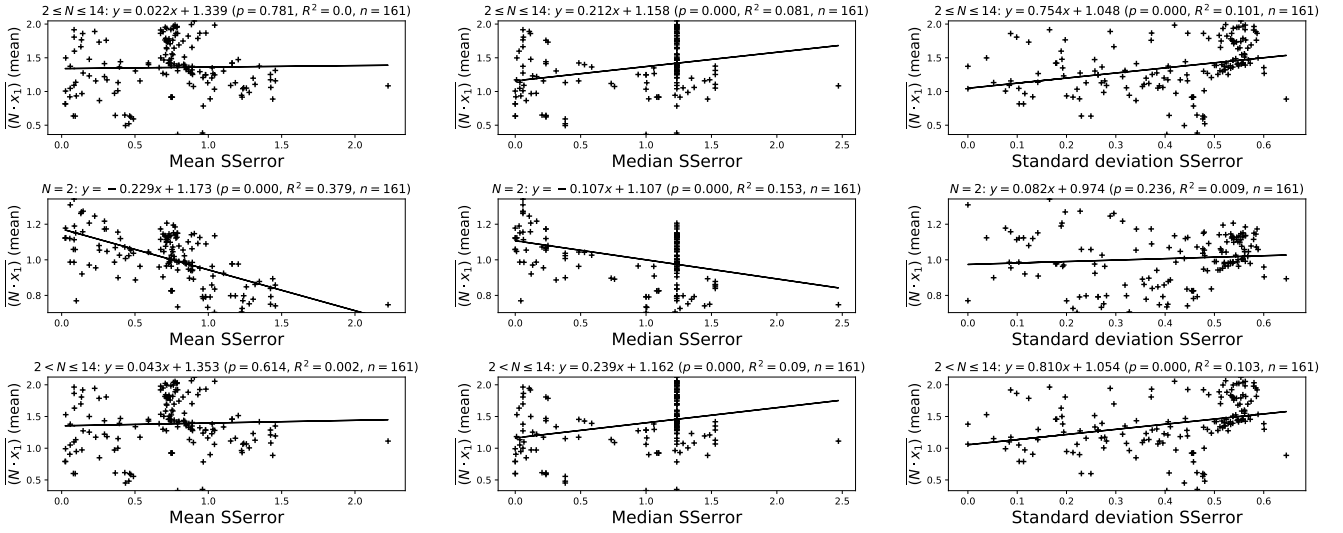 2 ≤ N ≤ 14: y = 0.022x + 1.339 (p = 0.781, R² = 0.0, n = 161)
(N · x₁) (mean)
2.0
1.5
1.0
0.5
0.0 0.5 1.0 1.5 2.0
Mean SSerror
2 ≤ N ≤ 14: y = 0.212x + 1.158 (p = 0.000, R² = 0.081, n = 161)
(N · x₁) (mean)
2.0
1.5
1.0
0.5
0.0 0.5 1.0 1.5 2.0 2.5
Median SSerror
2 ≤ N ≤ 14: y = 0.754x + 1.048 (p = 0.000, R² = 0.101, n = 161)
(N · x₁) (mean)
2.0
1.5
1.0
0.5
0.0 0.1 0.2 0.3 0.4 0.5 0.6
Standard deviation SSerror
N = 2: y = −0.229x + 1.173 (p = 0.000, R² = 0.379, n = 161)
(N · x₁) (mean)
1.2
1.0
0.8
0.0 0.5 1.0 1.5 2.0
Mean SSerror
N = 2: y = −0.107x + 1.107 (p = 0.000, R² = 0.153, n = 161)
(N · x₁) (mean)
1.2
1.0
0.8
0.0 0.5 1.0 1.5 2.0 2.5
Median SSerror
N = 2: y = 0.082x + 0.974 (p = 0.236, R² = 0.009, n = 161)
(N · x₁) (mean)
1.2
1.0
0.8
0.0 0.1 0.2 0.3 0.4 0.5 0.6
Standard deviation SSerror
2 < N ≤ 14: y = 0.043x + 1.353 (p = 0.614, R² = 0.002, n = 161)
(N · x₁) (mean)
2.0
1.5
1.0
0.5
0.0 0.5 1.0 1.5 2.0
Mean SSerror
2 < N ≤ 14: y = 0.239x + 1.162 (p = 0.000, R² = 0.09, n = 161)
(N · x₁) (mean)
2.0
1.5
1.0
0.5
0.0 0.5 1.0 1.5 2.0 2.5
Median SSerror
2 < N ≤ 14: y = 0.810x + 1.054 (p = 0.000, R² = 0.103, n = 161)
(N · x₁) (mean)
2.0
1.5
1.0
0.5
0.0 0.1 0.2 0.3 0.4 0.5 0.6
Standard deviation SSerror